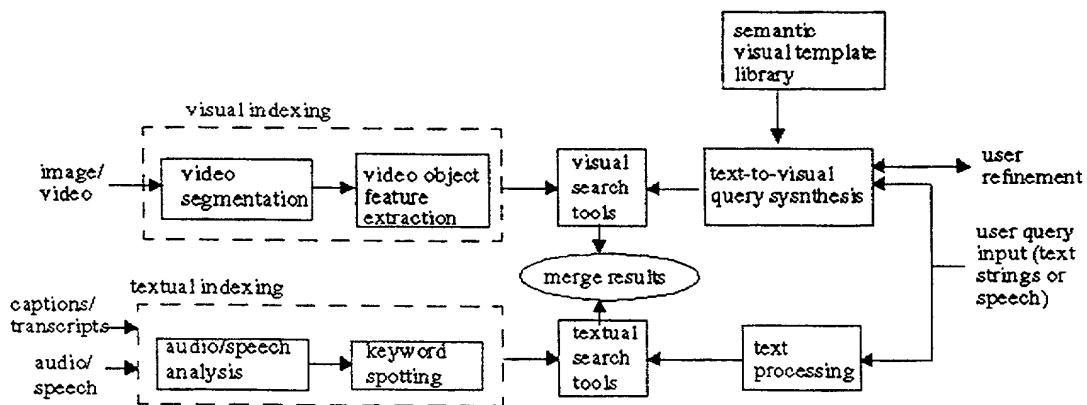 semantic
visual template
library
visual indexing
image/
video
video
segmentation
video object
feature
extraction
visual
search
tools
text-to-visual
query sysnthesis
user
refinement
user query
input (text
strings or
speech)
merge results
textual indexing
captions/
transcripts
audio/
speech
audio/speech
analysis
keyword
spotting
textual
search
tools
text
processing